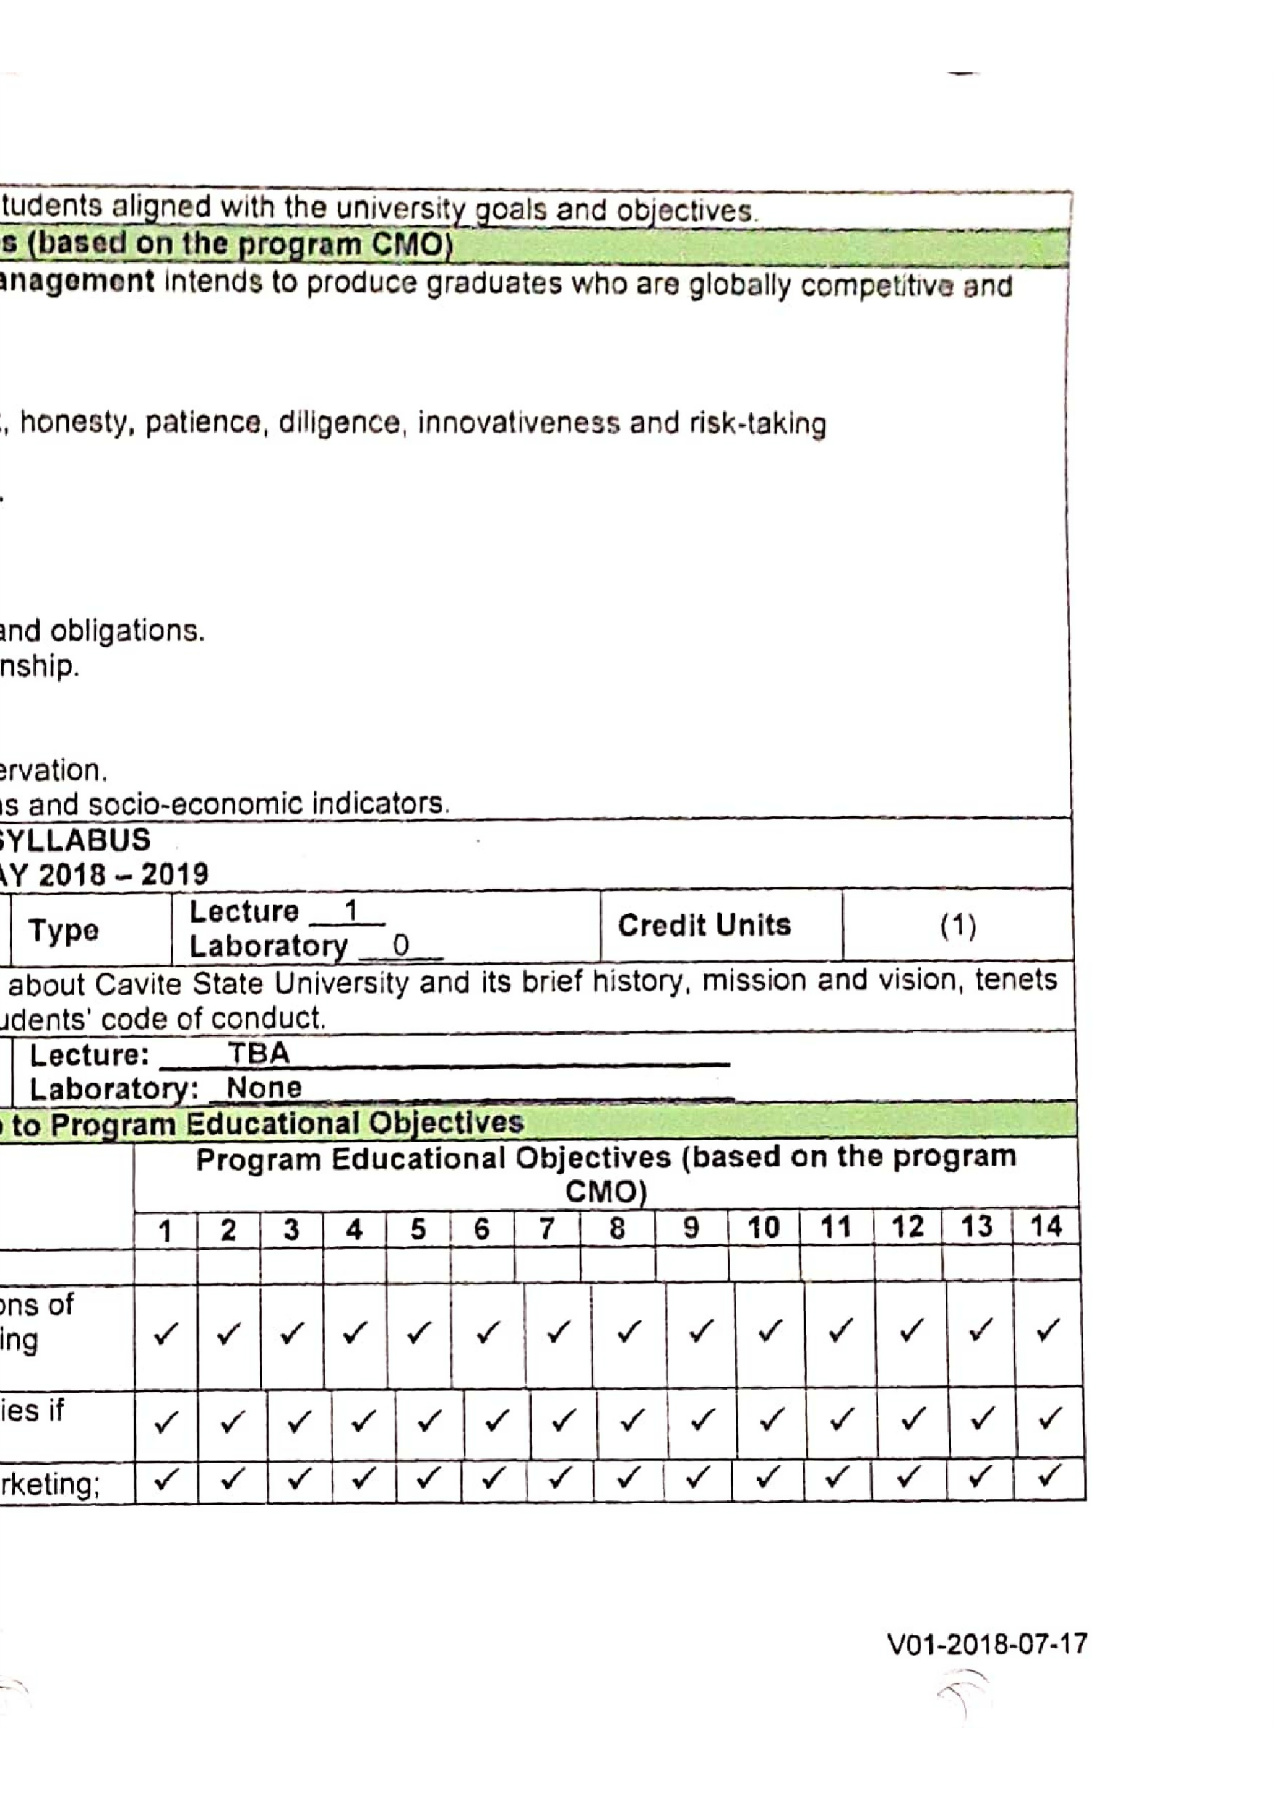 tudents aligned with the university goals and objectives.
s (based on the program CMO)
anagement intends to produce graduates who are globally competitive and
, honesty, patience, diligence, innovativeness and risk-taking
.
and obligations.
nship.
ervation.
s and socio-economic indicators.
SYLLABUS
AY 2018 – 2019
Type Lecture 1 Credit Units (1)
Laboratory 0
about Cavite State University and its brief history, mission and vision, tenets
udents' code of conduct.
Lecture: TBA
Laboratory: None
to Program Educational Objectives
Program Educational Objectives (based on the program
CMO)
1 2 3 4 5 6 7 8 9 10 11 12 13 14
ons of
ing ✓ ✓ ✓ ✓ ✓ ✓ ✓ ✓ ✓ ✓ ✓ ✓ ✓ ✓
ies if ✓ ✓ ✓ ✓ ✓ ✓ ✓ ✓ ✓ ✓ ✓ ✓ ✓ ✓
rketing; ✓ ✓ ✓ ✓ ✓ ✓ ✓ ✓ ✓ ✓ ✓ ✓ ✓ ✓
V01-2018-07-17